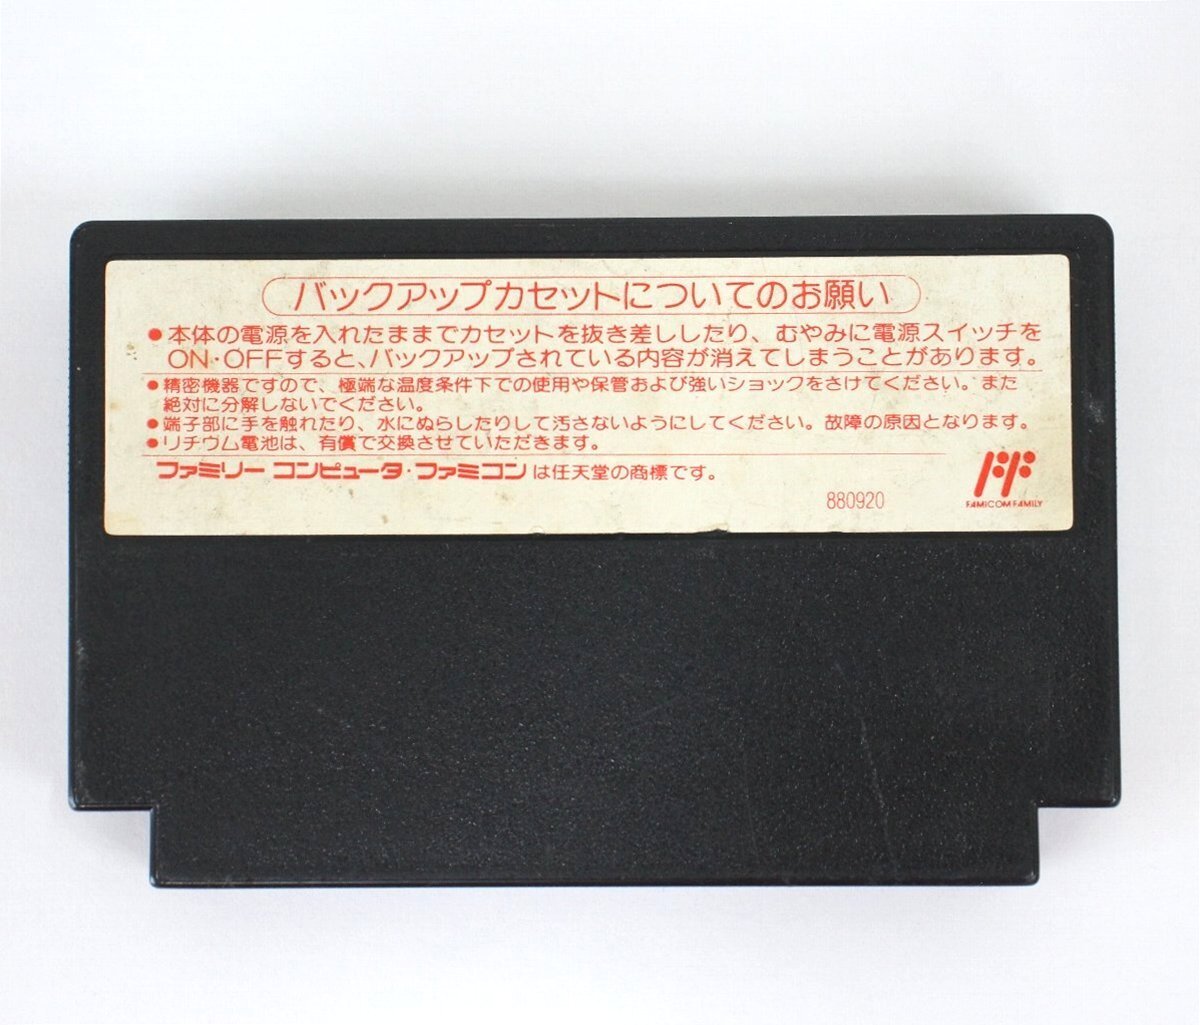 バックアップカセットについてのお願い
●本体の電源を入れたままでカセットを抜き差ししたり、むやみに電源スイッチを
ON・OFFすると、バックアップされている内容が消えてしまうことがあります。
●精密機器ですので、極端な温度条件下での使用や保管および強いショックをさけてください。また
絶対に分解しないでください。
●端子部に手を触れたり、水にぬらしたりして汚さないようにしてください。故障の原因となります。
●リチウム電池は、有償で交換させていただきます。
ファミリーコンピュータ・ファミコンは任天堂の商標です。
880920
FF
FAMICOM FAMILY